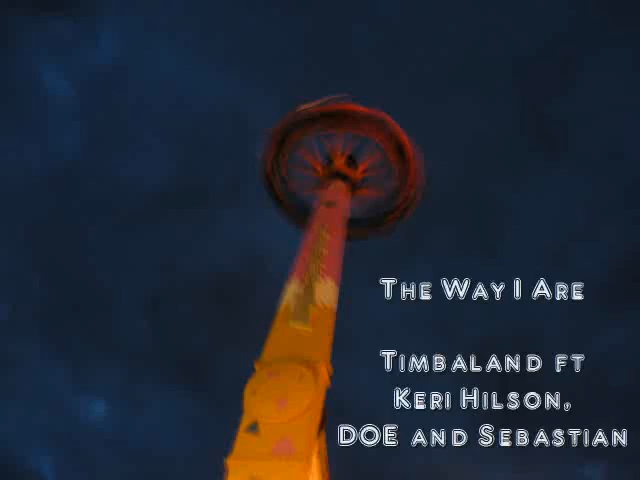 The Way I Are
Timbaland ft
Keri Hilson,
DOE and Sebastian